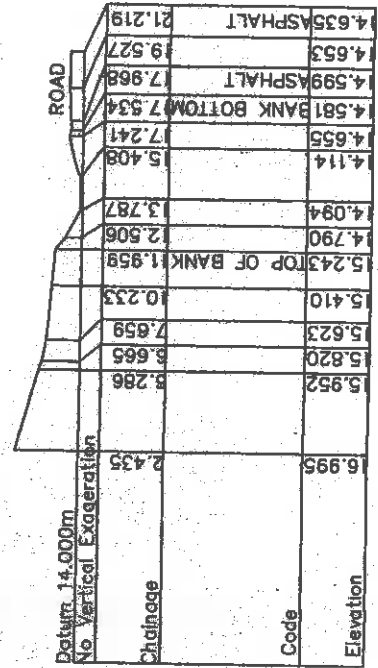 ROAD
Datum 14.000m
No Vertical Exageration
Chainage 2.435 6.286 6.665 7.659 10.233 11.959 12.506 13.787 15.408 17.241 17.534 17.968 19.527 21.219
Code TOP OF BANK BANK BOTTOM ASPHALT ASPHALT
Elevation 16.995 15.952 15.820 15.623 15.410 15.243 14.790 14.094 14.114 14.655 14.581 14.599 14.653 14.635